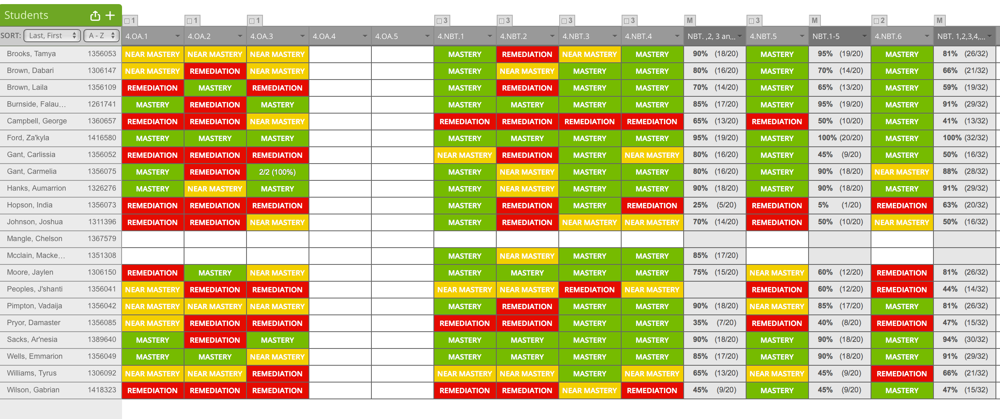 Students
1 1 1 3 3 3 3 M 3 M 2 M
SORT: Last, First A - Z 4.OA.1 4.OA.2 4.OA.3 4.OA.4 4.OA.5 4.NBT.1 4.NBT.2 4.NBT.3 4.NBT.4 NBT. ,2, 3 an... 4.NBT.5 NBT.1-5 4.NBT.6 NBT. 1,2,3,4,...
Brooks, Tamya 1356053 NEAR MASTERY NEAR MASTERY NEAR MASTERY MASTERY REMEDIATION NEAR MASTERY MASTERY 90% (18/20) MASTERY 95% (19/20) MASTERY 81% (26/32)
Brown, Dabari 1306147 NEAR MASTERY REMEDIATION NEAR MASTERY MASTERY NEAR MASTERY MASTERY MASTERY 80% (16/20) MASTERY 70% (14/20) MASTERY 66% (21/32)
Brown, Laila 1356109 REMEDIATION MASTERY REMEDIATION MASTERY REMEDIATION MASTERY MASTERY 70% (14/20) MASTERY 65% (13/20) MASTERY 59% (19/32)
Burnside, Falau... 1261741 MASTERY REMEDIATION MASTERY MASTERY MASTERY MASTERY MASTERY 85% (17/20) MASTERY 95% (19/20) MASTERY 91% (29/32)
Campbell, George 1360657 REMEDIATION REMEDIATION NEAR MASTERY REMEDIATION REMEDIATION REMEDIATION REMEDIATION 65% (13/20) REMEDIATION 50% (10/20) MASTERY 41% (13/32)
Ford, Za'kyla 1416580 MASTERY MASTERY MASTERY MASTERY MASTERY MASTERY MASTERY 95% (19/20) MASTERY 100% (20/20) MASTERY 100% (32/32)
Gant, Carlissia 1356052 REMEDIATION REMEDIATION REMEDIATION NEAR MASTERY REMEDIATION MASTERY NEAR MASTERY 80% (16/20) MASTERY 45% (9/20) MASTERY 50% (16/32)
Gant, Carmelia 1356075 MASTERY REMEDIATION 2/2 (100%) MASTERY NEAR MASTERY MASTERY MASTERY 80% (16/20) MASTERY 90% (18/20) NEAR MASTERY 88% (28/32)
Hanks, Aumarrion 1326276 MASTERY NEAR MASTERY MASTERY MASTERY NEAR MASTERY MASTERY MASTERY 90% (18/20) MASTERY 90% (18/20) MASTERY 91% (29/32)
Hopson, India 1356073 REMEDIATION REMEDIATION REMEDIATION MASTERY REMEDIATION MASTERY REMEDIATION 25% (5/20) REMEDIATION 5% (1/20) REMEDIATION 63% (20/32)
Johnson, Joshua 1311396 REMEDIATION REMEDIATION NEAR MASTERY MASTERY REMEDIATION NEAR MASTERY NEAR MASTERY 70% (14/20) REMEDIATION 50% (10/20) NEAR MASTERY 50% (16/32)
Mangle, Chelson 1367579
Mcclain, Macke... 1351308 MASTERY NEAR MASTERY MASTERY MASTERY 85% (17/20)
Moore, Jaylen 1306150 REMEDIATION MASTERY NEAR MASTERY MASTERY MASTERY MASTERY MASTERY 75% (15/20) NEAR MASTERY 60% (12/20) REMEDIATION 81% (26/32)
Peoples, J'shanti 1356041 NEAR MASTERY REMEDIATION REMEDIATION NEAR MASTERY NEAR MASTERY REMEDIATION NEAR MASTERY REMEDIATION 60% (12/20) REMEDIATION 44% (14/32)
Pimpton, Vadaija 1356042 NEAR MASTERY NEAR MASTERY NEAR MASTERY MASTERY REMEDIATION MASTERY MASTERY 90% (18/20) NEAR MASTERY 85% (17/20) MASTERY 81% (26/32)
Pryor, Damaster 1356085 NEAR MASTERY REMEDIATION REMEDIATION REMEDIATION REMEDIATION MASTERY MASTERY 35% (7/20) REMEDIATION 40% (8/20) REMEDIATION 47% (15/32)
Sacks, Ar'nesia 1389640 MASTERY REMEDIATION MASTERY MASTERY MASTERY MASTERY MASTERY 90% (18/20) MASTERY 90% (18/20) MASTERY 94% (30/32)
Wells, Emmarion 1356049 MASTERY MASTERY NEAR MASTERY MASTERY MASTERY MASTERY MASTERY 85% (17/20) MASTERY 90% (18/20) MASTERY 91% (29/32)
Williams, Tyrus 1306092 NEAR MASTERY NEAR MASTERY REMEDIATION NEAR MASTERY NEAR MASTERY MASTERY NEAR MASTERY 65% (13/20) NEAR MASTERY 45% (9/20) REMEDIATION 66% (21/32)
Wilson, Gabrian 1418323 REMEDIATION REMEDIATION REMEDIATION REMEDIATION REMEDIATION NEAR MASTERY REMEDIATION 45% (9/20) MASTERY 45% (9/20) MASTERY 47% (15/32)